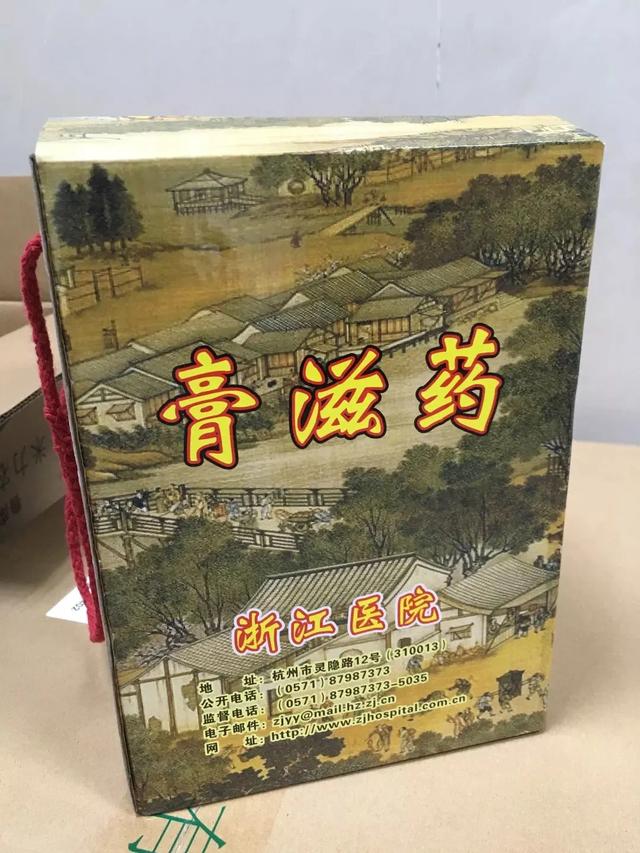 膏滋药
浙江医院
地　址：杭州市灵隐路12号（310013）
公开电话：（0571）87987373
监督电话：（0571）87987373-5035
电子邮件：zjyy@mail.hz.zj.cn
网　址：http://www.zjhospital.com.cn